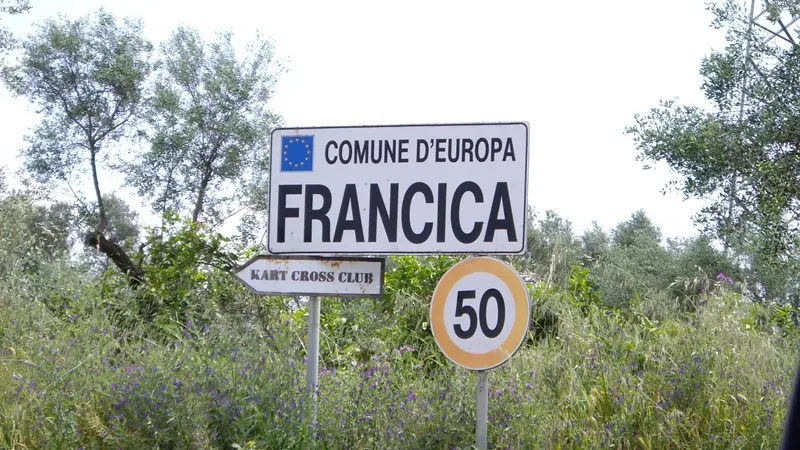 COMUNE D'EUROPA
FRANCICA
KART CROSS CLUB
50